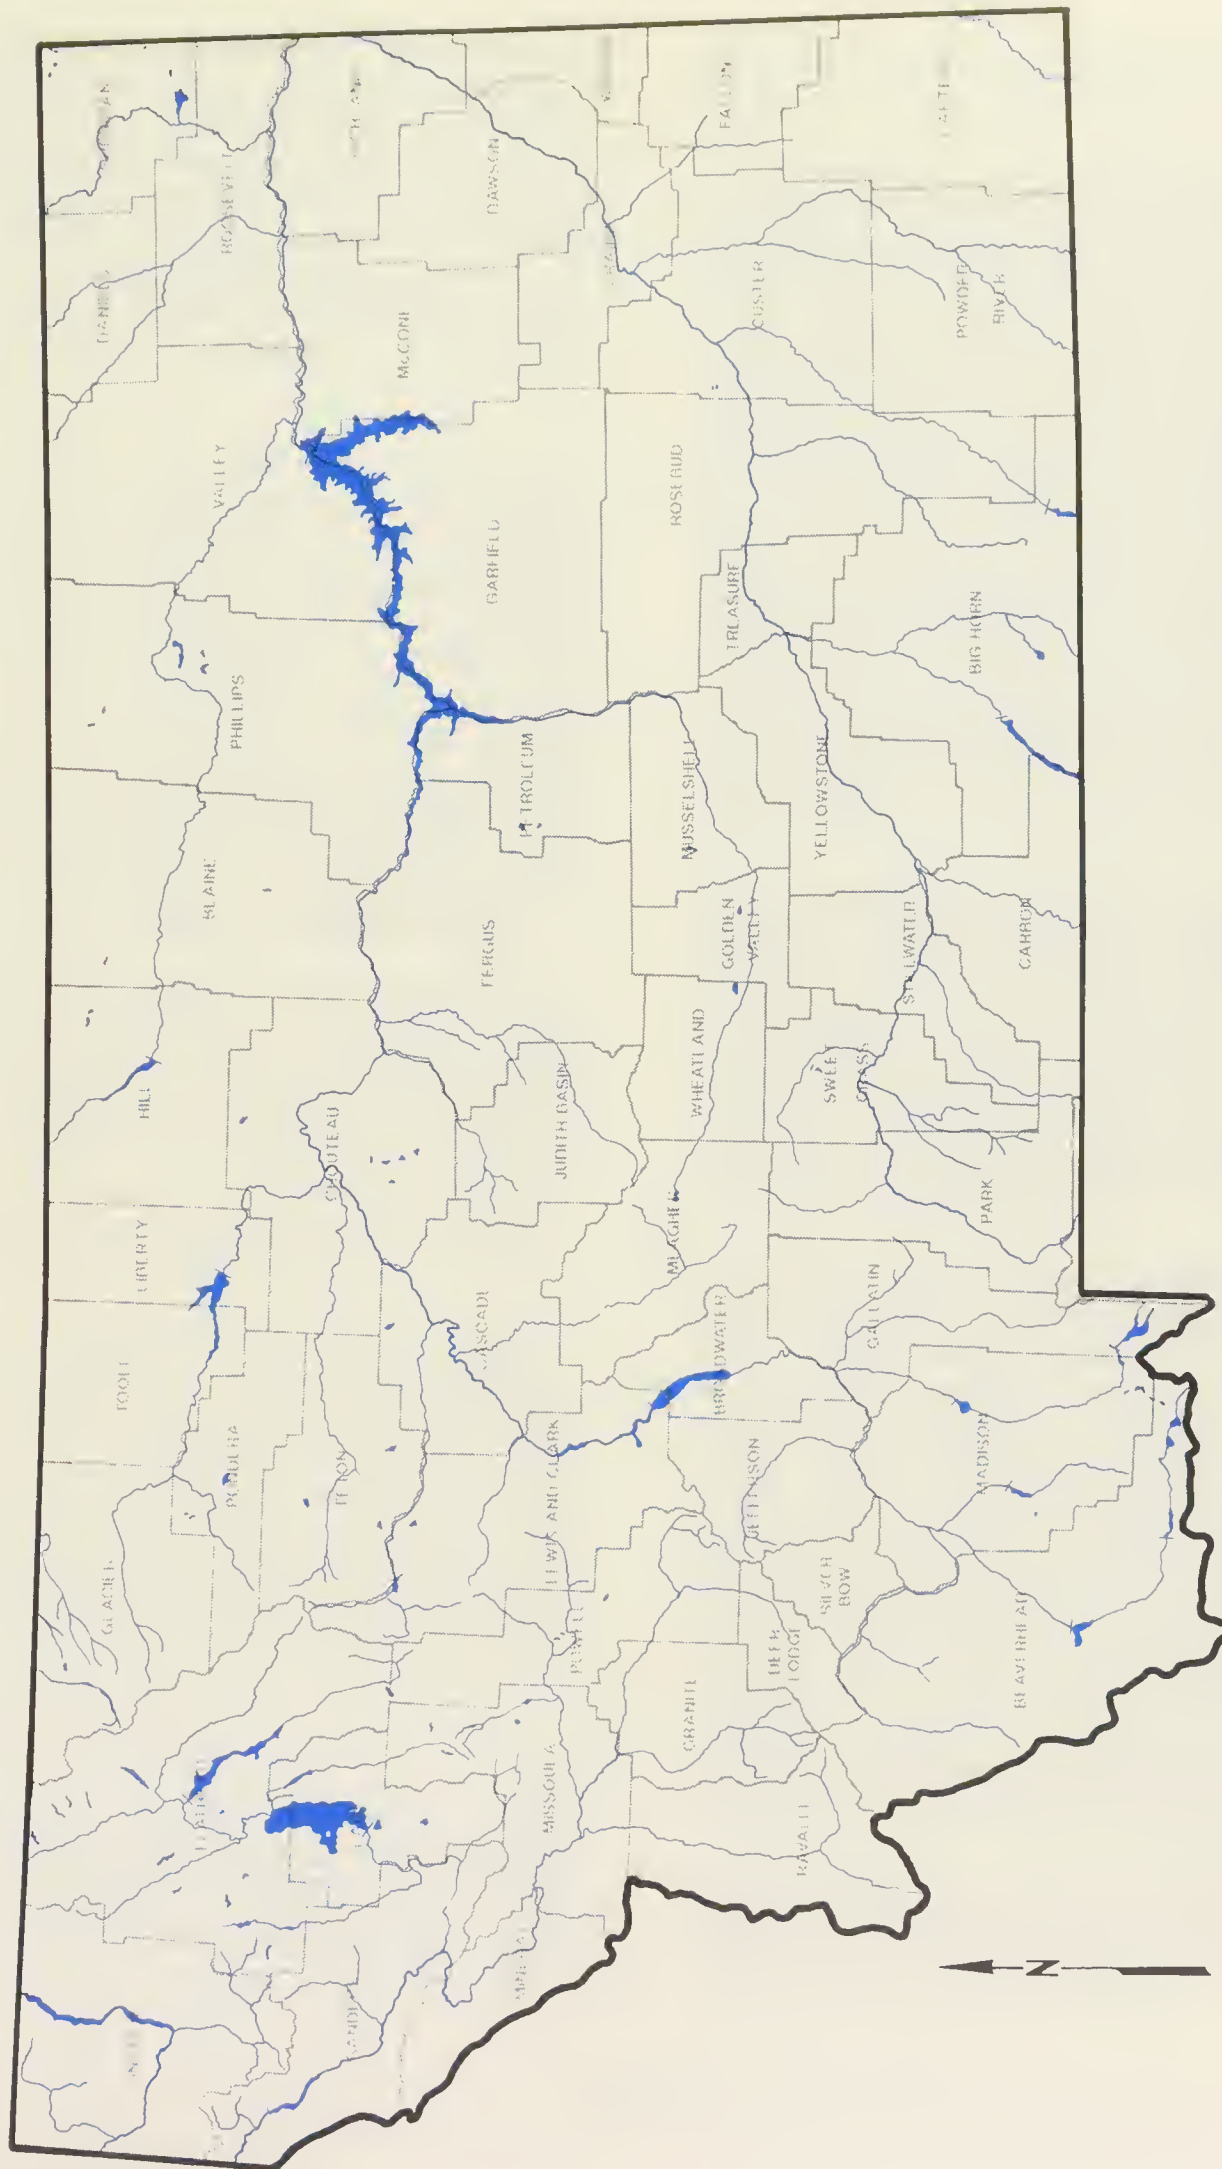 GLACIER
TOOLE
LIBERTY
HILL
BLAINE
PHILLIPS
VALLEY
ROOSEVELT
PONDERA
TETON
CHOUTEAU
CASCADE
LEWIS AND CLARK
FERGUS
JUDITH BASIN
PETROLEUM
GARFIELD
McCONE
DAWSON
MISSOULA
POWELL
GRANITE
RAVALLI
DEER
LODGE
SILVER
BOW
JEFFERSON
BROADWATER
MEAGHER
WHEATLAND
GOLDEN
VALLEY
MUSSELSHELL
TREASURE
ROSEBUD
CUSTER
FALLON
BEAVERHEAD
MADISON
GALLATIN
PARK
SWEET
GRASS
STILLWATER
CARBON
YELLOWSTONE
BIG HORN
POWDER
RIVER
N